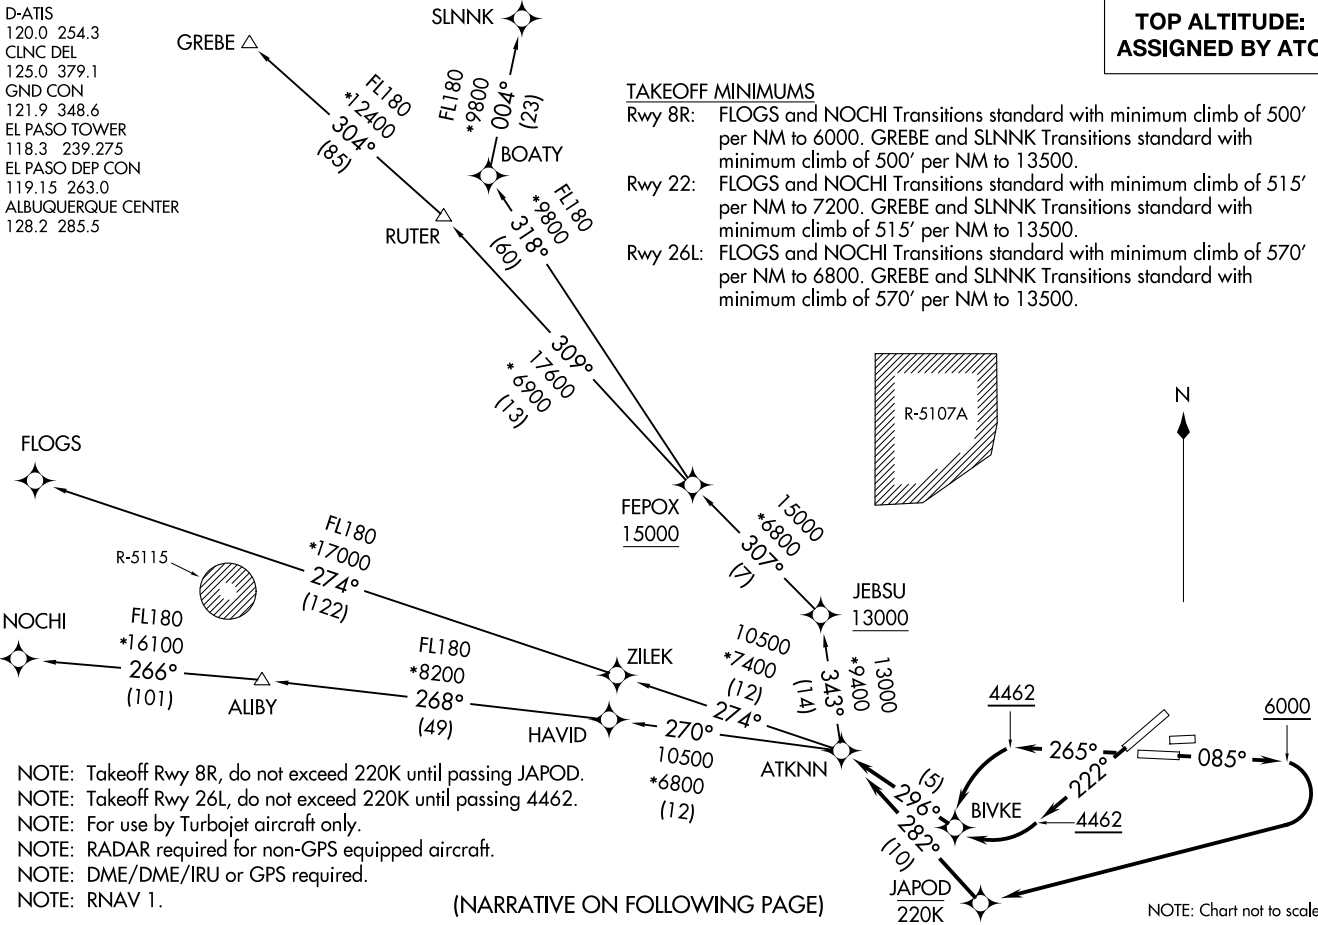 D-ATIS
120.0 254.3
CLNC DEL
125.0 379.1
GND CON
121.9 348.6
EL PASO TOWER
118.3 239.275
EL PASO DEP CON
119.15 263.0
ALBUQUERQUE CENTER
128.2 285.5
TOP ALTITUDE:
ASSIGNED BY ATC
TAKEOFF MINIMUMS
Rwy 8R: FLOGS and NOCHI Transitions standard with minimum climb of 500'
per NM to 6000. GREBE and SLNNK Transitions standard with
minimum climb of 500' per NM to 13500.
Rwy 22: FLOGS and NOCHI Transitions standard with minimum climb of 515'
per NM to 7200. GREBE and SLNNK Transitions standard with
minimum climb of 515' per NM to 13500.
Rwy 26L: FLOGS and NOCHI Transitions standard with minimum climb of 570'
per NM to 6800. GREBE and SLNNK Transitions standard with
minimum climb of 570' per NM to 13500.
SLNNK
GREBE
FL180
*12400
304°
(85)
FL180
*9800
004°
(23)
BOATY
FL180
*9800
318°
(60)
RUTER
309°
17600
*6900
(13)
R-5107A
N
FLOGS
FEPOX
15000
15000
*6800
307°
(7)
FL180
*17000
274°
(122)
R-5115
JEBSU
13000
NOCHI
FL180
*16100
266°
(101)
ALIBY
FL180
*8200
268°
(49)
ZILEK
10500
*7400
(12)
274°
13000
*9400
343°
(14)
HAVID
270°
10500
*6800
(12)
ATKNN
4462
6000
265°
085°
222°
4462
BIVKE
(5)
296°
282°
(10)
JAPOD
220K
NOTE: Takeoff Rwy 8R, do not exceed 220K until passing JAPOD.
NOTE: Takeoff Rwy 26L, do not exceed 220K until passing 4462.
NOTE: For use by Turbojet aircraft only.
NOTE: RADAR required for non-GPS equipped aircraft.
NOTE: DME/DME/IRU or GPS required.
NOTE: RNAV 1.
(NARRATIVE ON FOLLOWING PAGE)
NOTE: Chart not to scale